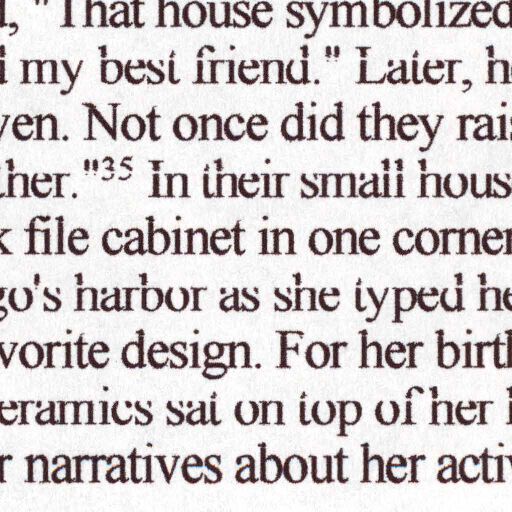 , "That house symbolized
my best friend." Later, h
ven. Not once did they rais
ther."35 In their small hous
k file cabinet in one corner
go's harbor as she typed he
vorite design. For her birth
eramics sat on top of her
r narratives about her activ